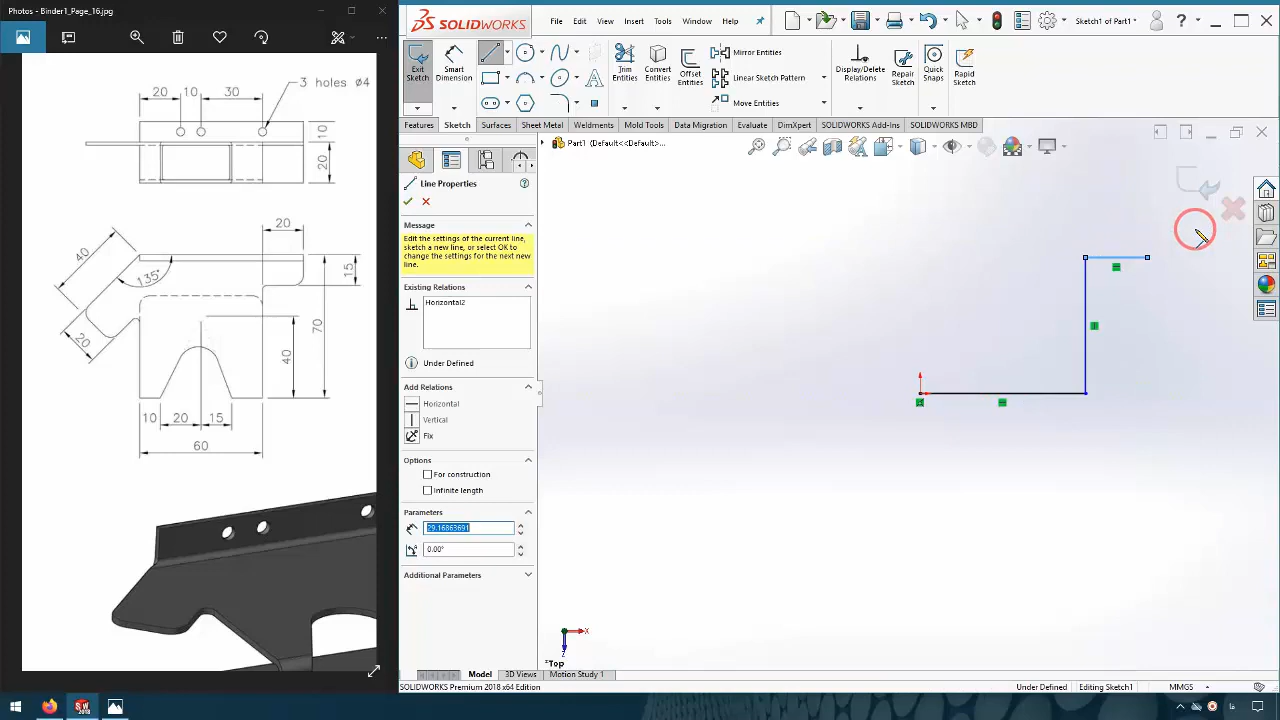 Photos - Binder1_Page_16.jpg
SOLIDWORKS
File Edit View Insert Tools Window
Sketch1 of Part1 *
Exit Sketch
Smart Dimension
Trim Entities
Convert Entities
Offset Entities
Mirror Entities
Linear Sketch Pattern
Move Entities
Display/Delete Relations
Repair Sketch
Quick Snaps
Rapid Sketch
Features Sketch Surfaces Sheet Metal Weldments Mold Tools Data Migration Evaluate DimXpert SOLIDWORKS Add-Ins SOLIDWORKS MBD
Part1 (Default<<Default>...
Line Properties
Message
Edit the settings of the current line, sketch a new line, or select OK to change the settings for the next new line.
Existing Relations
Horizontal2
Under Defined
Add Relations
Horizontal
Vertical
Fix
Options
For construction
Infinite length
Parameters
29.16863691
0.00°
Additional Parameters
3 holes ⌀4
20 10 30
10
20
20
40
135°
15
20
70
40
10 20 15
60
X
Z
*Top
Model 3D Views Motion Study 1
SOLIDWORKS Premium 2018 x64 Edition
Under Defined Editing Sketch1 MMGS